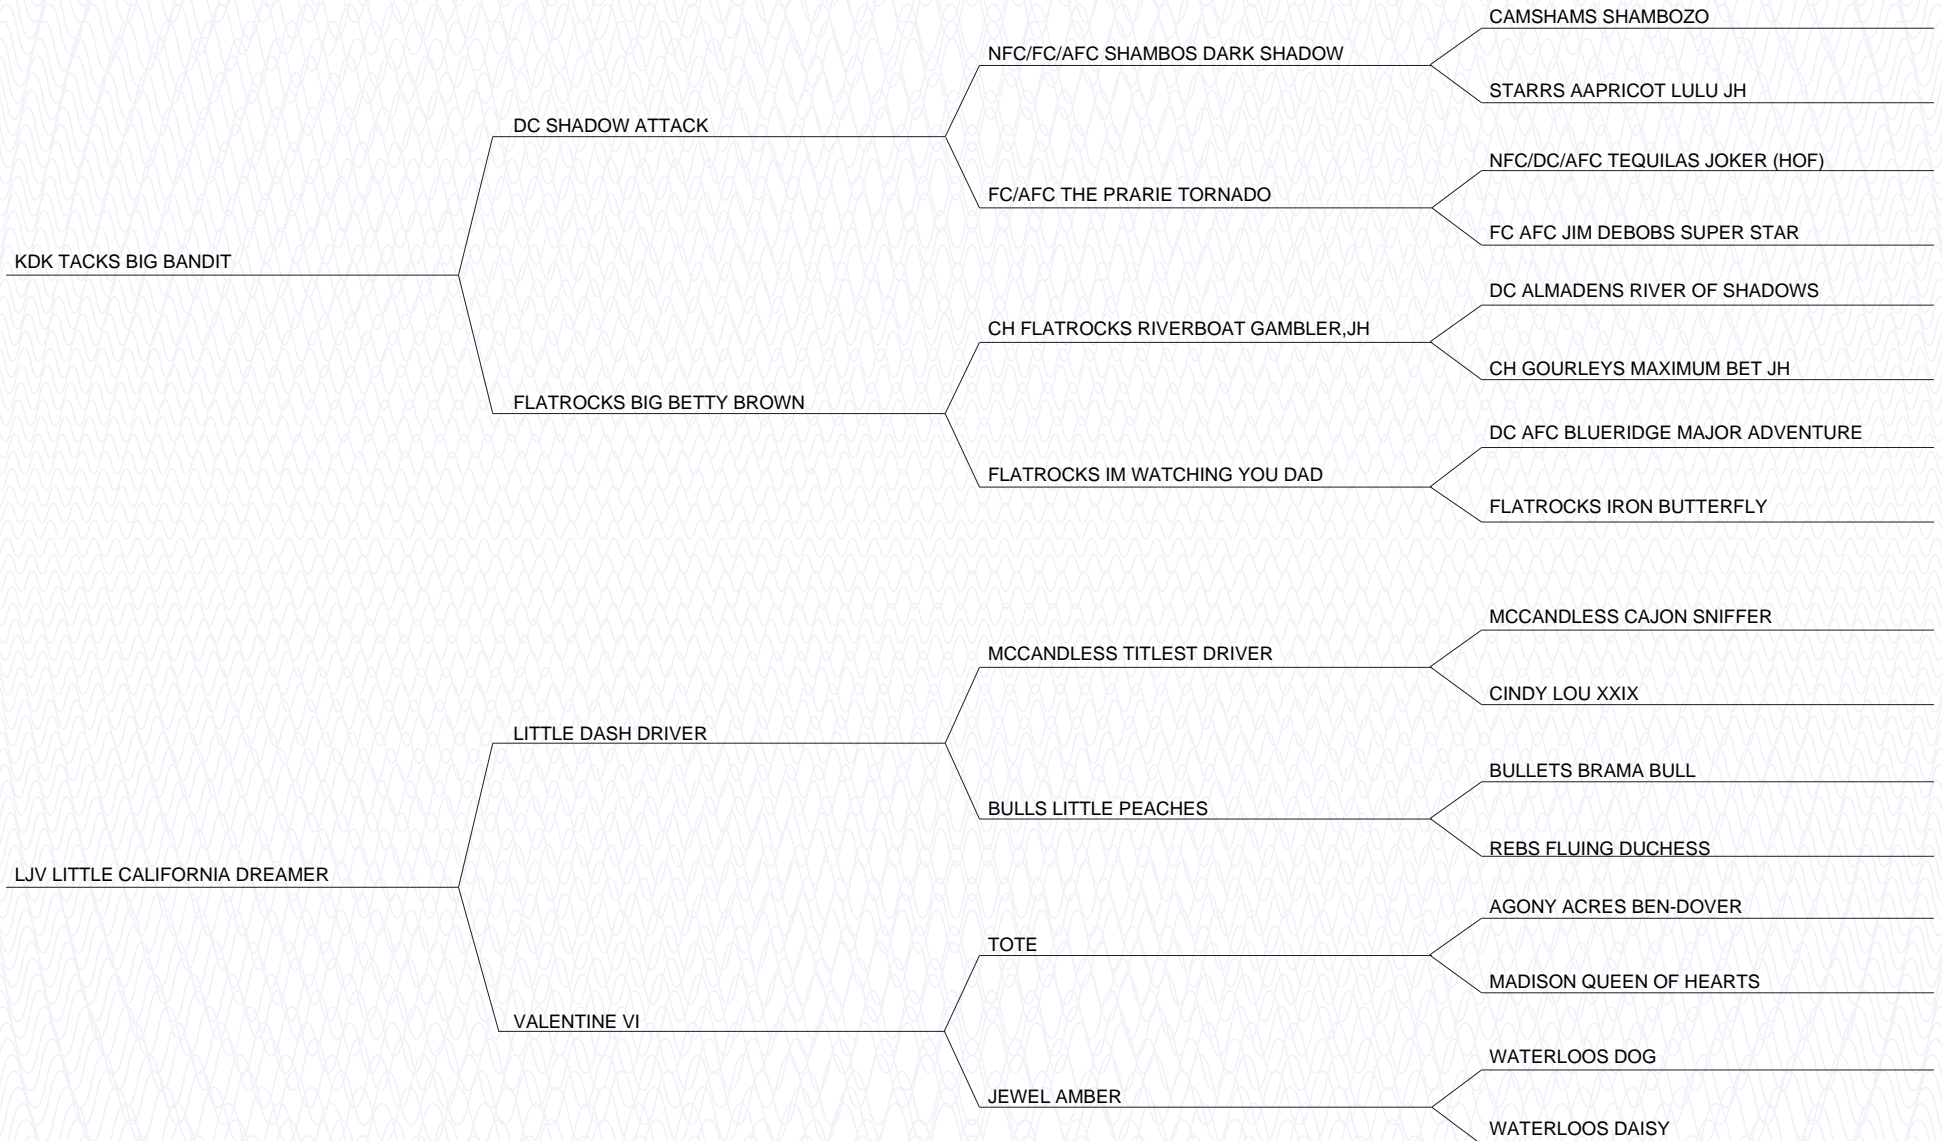 CAMSHAMS SHAMBOZO
NFC/FC/AFC SHAMBOS DARK SHADOW
STARRS AAPRICOT LULU JH
DC SHADOW ATTACK
NFC/DC/AFC TEQUILAS JOKER (HOF)
FC/AFC THE PRARIE TORNADO
FC AFC JIM DEBOBS SUPER STAR
KDK TACKS BIG BANDIT
DC ALMADENS RIVER OF SHADOWS
CH FLATROCKS RIVERBOAT GAMBLER,JH
CH GOURLEYS MAXIMUM BET JH
FLATROCKS BIG BETTY BROWN
DC AFC BLUERIDGE MAJOR ADVENTURE
FLATROCKS IM WATCHING YOU DAD
FLATROCKS IRON BUTTERFLY
MCCANDLESS CAJON SNIFFER
MCCANDLESS TITLEST DRIVER
CINDY LOU XXIX
LITTLE DASH DRIVER
BULLETS BRAMA BULL
BULLS LITTLE PEACHES
REBS FLUING DUCHESS
LJV LITTLE CALIFORNIA DREAMER
AGONY ACRES BEN-DOVER
TOTE
MADISON QUEEN OF HEARTS
VALENTINE VI
WATERLOOS DOG
JEWEL AMBER
WATERLOOS DAISY